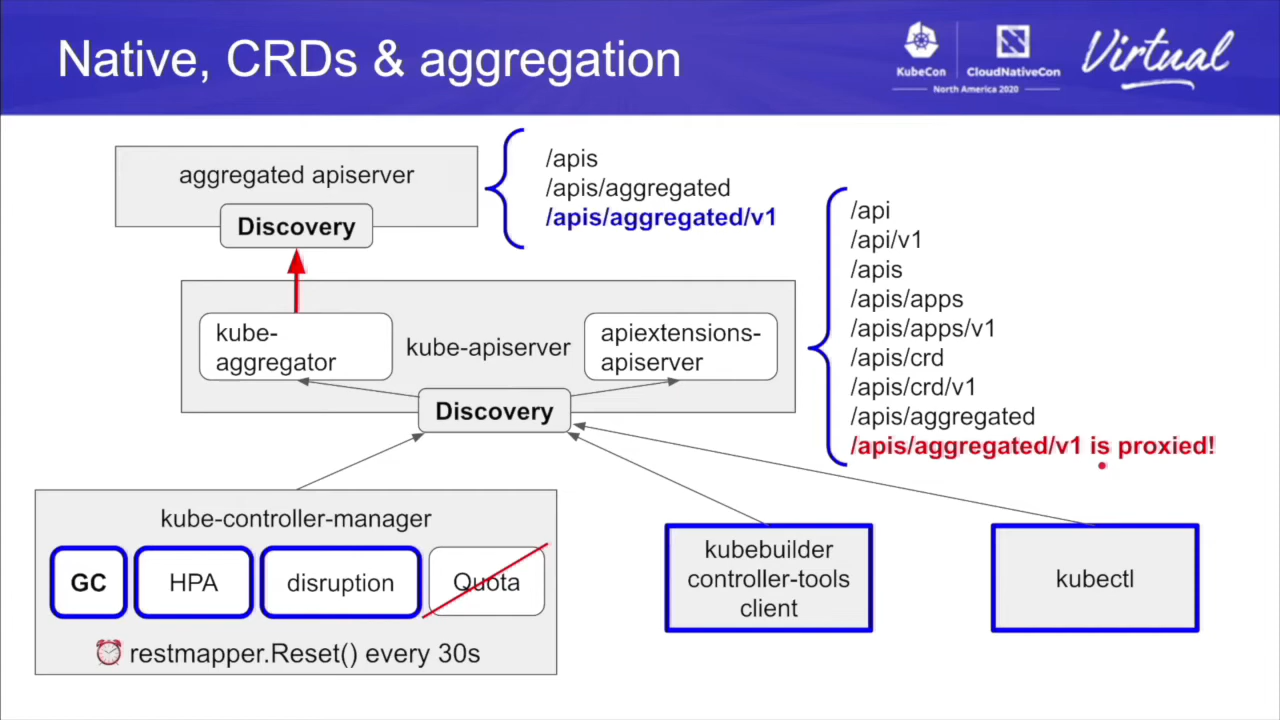 Native, CRDs & aggregation
KubeCon
CloudNativeCon
North America 2020
Virtual
aggregated apiserver
Discovery
/apis
/apis/aggregated
/apis/aggregated/v1
kube-
aggregator
kube-apiserver
apiextensions-
apiserver
Discovery
/api
/api/v1
/apis
/apis/apps
/apis/apps/v1
/apis/crd
/apis/crd/v1
/apis/aggregated
/apis/aggregated/v1 is proxied!
kube-controller-manager
GC
HPA
disruption
Quota
restmapper.Reset() every 30s
kubebuilder
controller-tools
client
kubectl